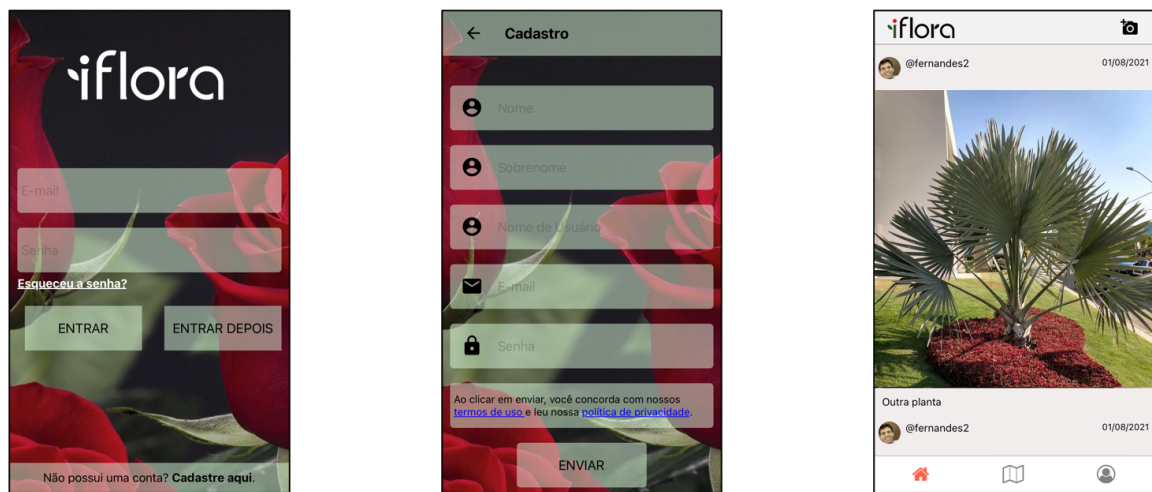 iflora
E-mail
Senha
Esqueceu a senha?
ENTRAR
ENTRAR DEPOIS
Não possui uma conta? Cadastre aqui.
Cadastro
Nome
Sobrenome
Nome de Usuário
E-mail
Senha
Ao clicar em enviar, você concorda com nossos
termos de uso e leu nossa política de privacidade.
ENVIAR
iflora
@fernandes2 01/08/2021
Outra planta
@fernandes2 01/08/2021